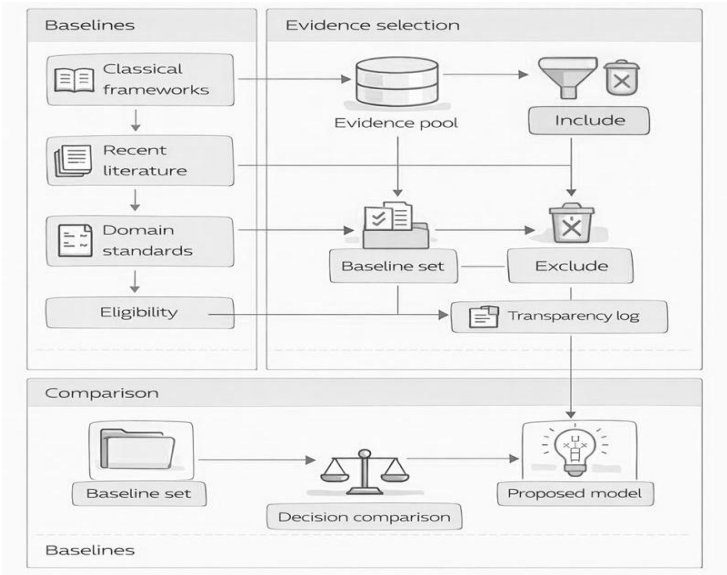 Baselines
Classical
frameworks
Recent
literature
Domain
standards
Eligibility
Evidence selection
Evidence pool
Include
Baseline set
Exclude
Transparency log
Comparison
Baseline set
Decision comparison
Proposed model
Baselines